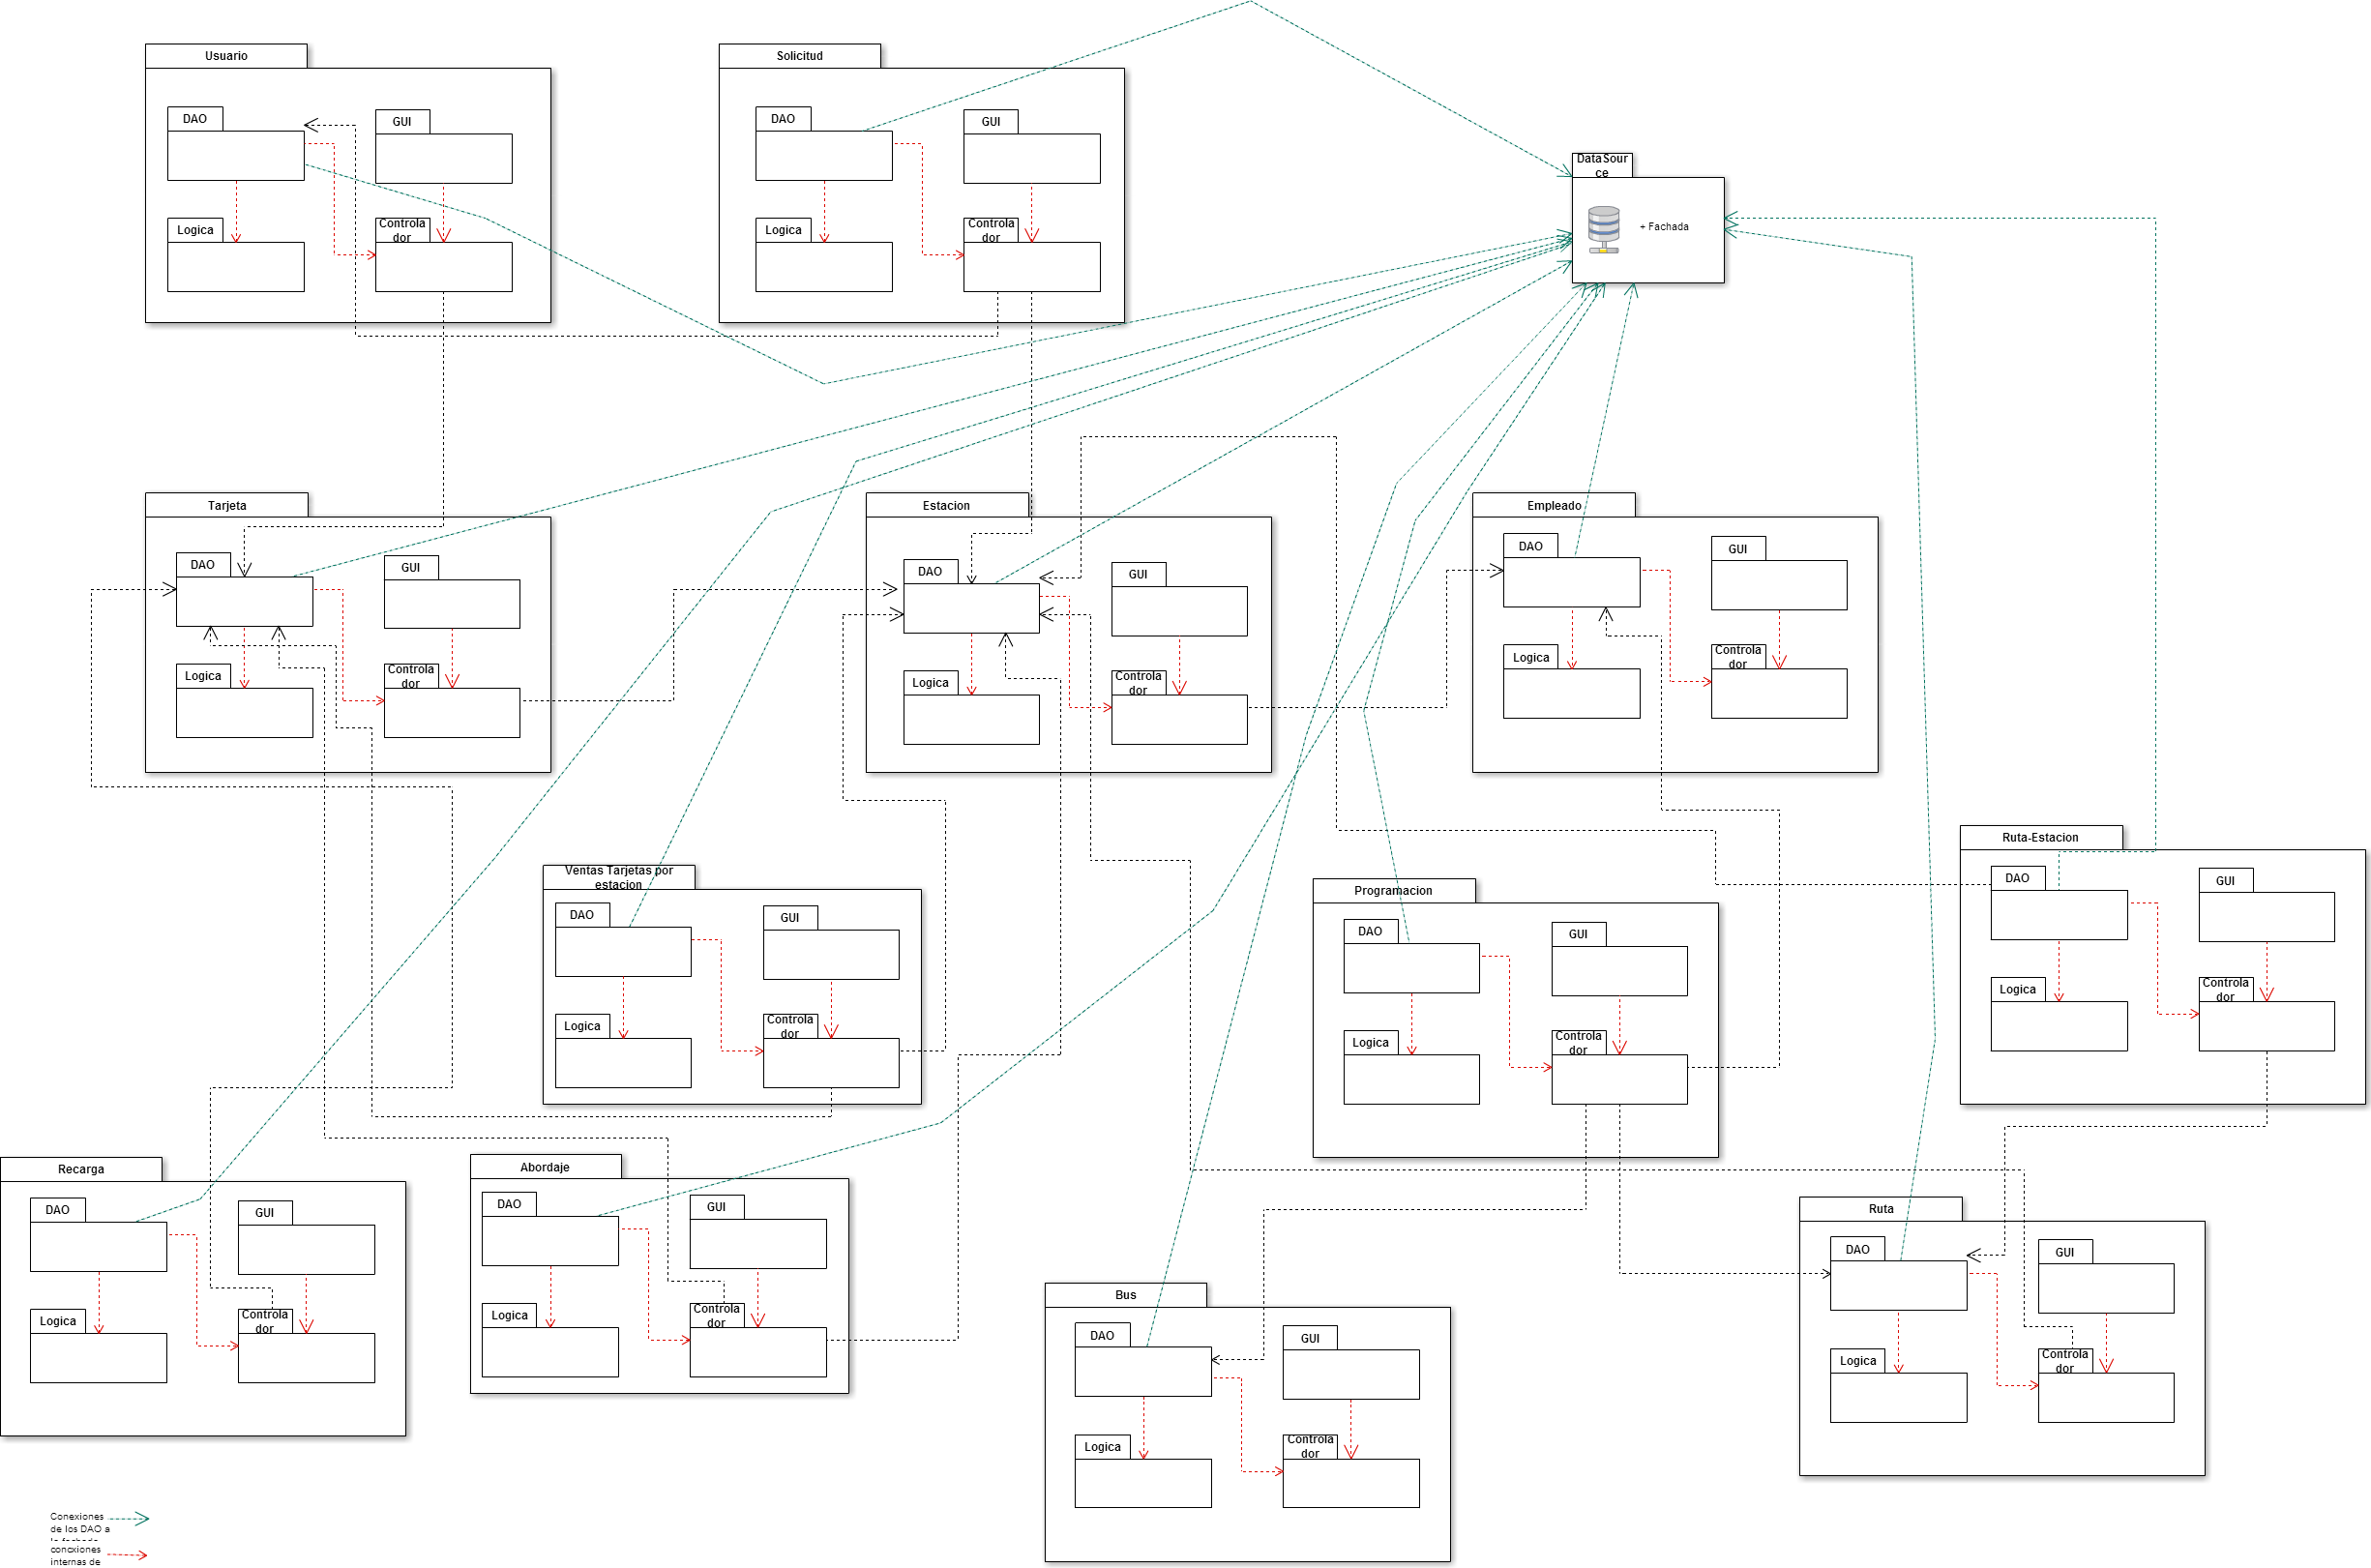 Usuario
DAO
GUI
Logica
Controla
dor
Solicitud
DAO
GUI
Logica
Controla
dor
DataSour
ce
+ Fachada
Tarjeta
DAO
GUI
Logica
Controla
dor
Estacion
DAO
GUI
Logica
Controla
dor
Empleado
DAO
GUI
Logica
Controla
dor
Ventas Tarjetas por
estacion
DAO
GUI
Logica
Controla
dor
Programacion
DAO
GUI
Logica
Controla
dor
Ruta-Estacion
DAO
GUI
Logica
Controla
dor
Recarga
DAO
GUI
Logica
Controla
dor
Abordaje
DAO
GUI
Logica
Controla
dor
Bus
DAO
GUI
Logica
Controla
dor
Ruta
DAO
GUI
Logica
Controla
dor
Conexiones
de los DAO a
conexiones
internas de